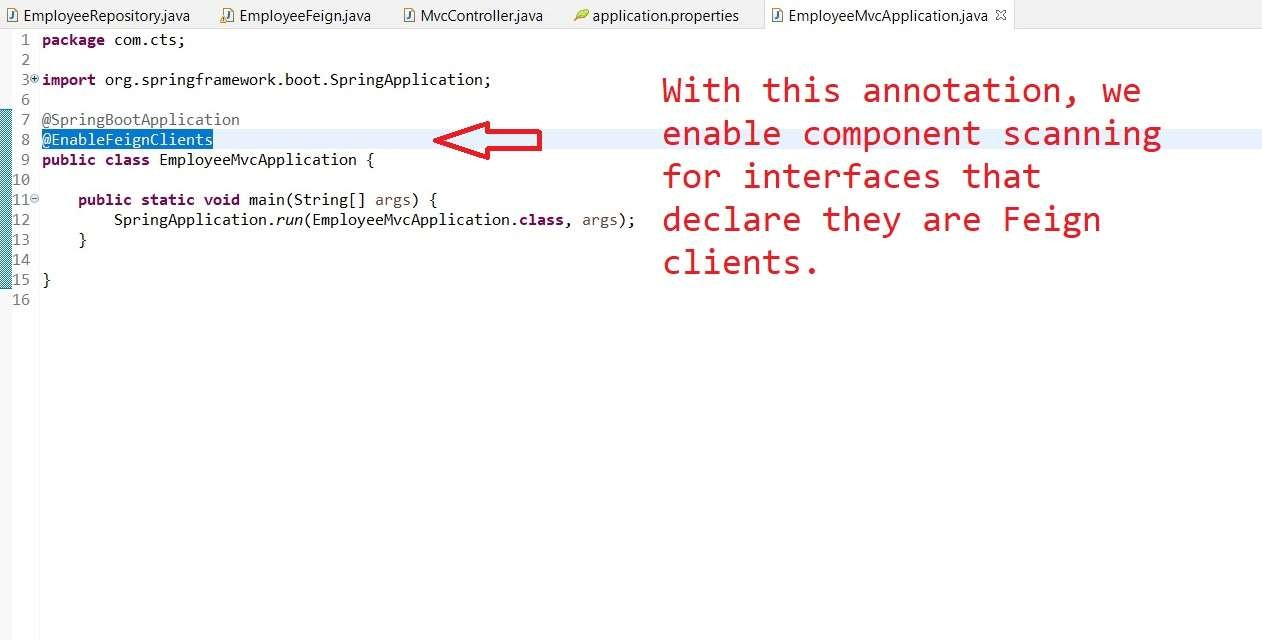 EmployeeRepository.java EmployeeFeign.java MvcController.java application.properties EmployeeMvcApplication.java
1 package com.cts;
2
3 import org.springframework.boot.SpringApplication;
6
7 @SpringBootApplication
8 @EnableFeignClients
9 public class EmployeeMvcApplication {
10
11 public static void main(String[] args) {
12 SpringApplication.run(EmployeeMvcApplication.class, args);
13 }
14
15 }
16
With this annotation, we
enable component scanning
for interfaces that
declare they are Feign
clients.